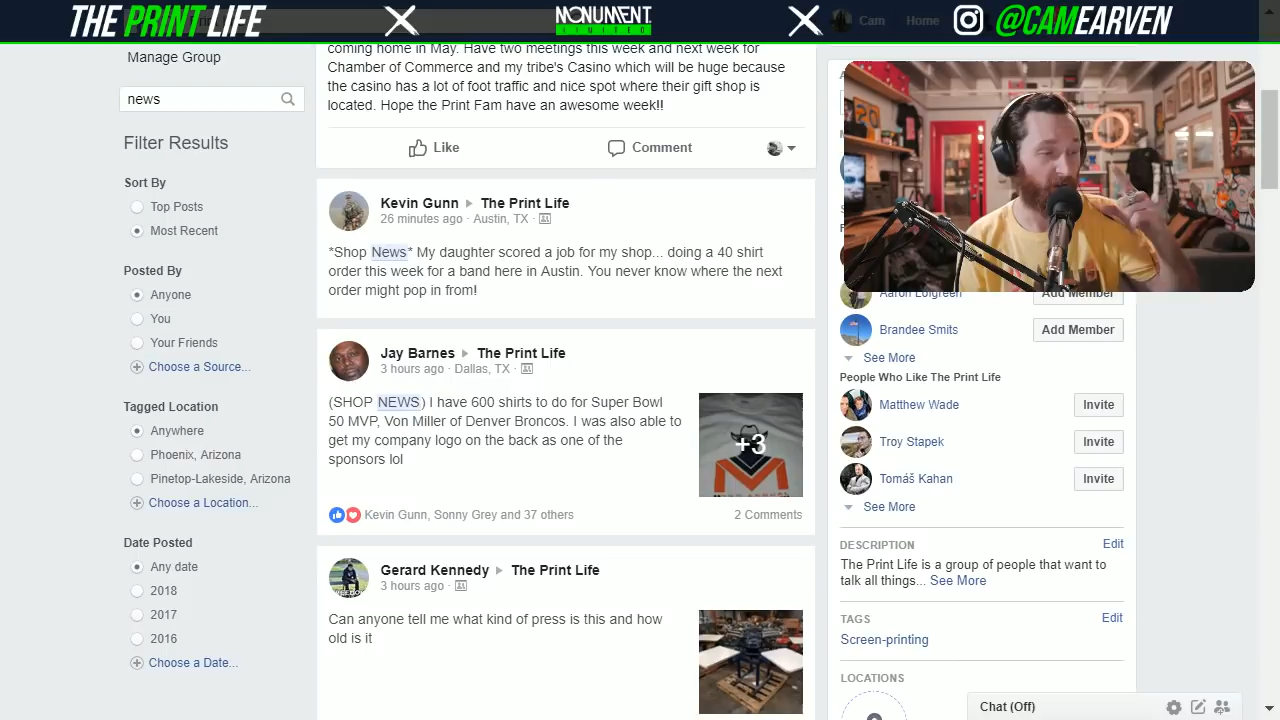 THE PRINT LIFE
MONUMENT
LIMITED
Cam
Home
@CAMEARVEN
Manage Group
news
Filter Results
Sort By
Top Posts
Most Recent
Posted By
Anyone
You
Your Friends
Choose a Source...
Tagged Location
Anywhere
Phoenix, Arizona
Pinetop-Lakeside, Arizona
Choose a Location...
Date Posted
Any date
2018
2017
2016
Choose a Date...
coming home in May. Have two meetings this week and next week for
Chamber of Commerce and my tribe's Casino which will be huge because
the casino has a lot of foot traffic and nice spot where their gift shop is
located. Hope the Print Fam have an awesome week!!
Like
Comment
Kevin Gunn The Print Life
26 minutes ago · Austin, TX ·
*Shop News* My daughter scored a job for my shop... doing a 40 shirt
order this week for a band here in Austin. You never know where the next
order might pop in from!
Jay Barnes The Print Life
3 hours ago · Dallas, TX ·
(SHOP NEWS) I have 600 shirts to do for Super Bowl
50 MVP, Von Miller of Denver Broncos. I was also able to
get my company logo on the back as one of the
sponsors lol
+3
Kevin Gunn, Sonny Grey and 37 others
2 Comments
Gerard Kennedy The Print Life
3 hours ago ·
Can anyone tell me what kind of press is this and how
old is it
Aaron Lofgreen
Add Member
Brandee Smits
Add Member
See More
People Who Like The Print Life
Matthew Wade
Invite
Troy Stapek
Invite
Tomáš Kahan
Invite
See More
DESCRIPTION
Edit
The Print Life is a group of people that want to
talk all things... See More
TAGS
Edit
Screen-printing
LOCATIONS
Chat (Off)